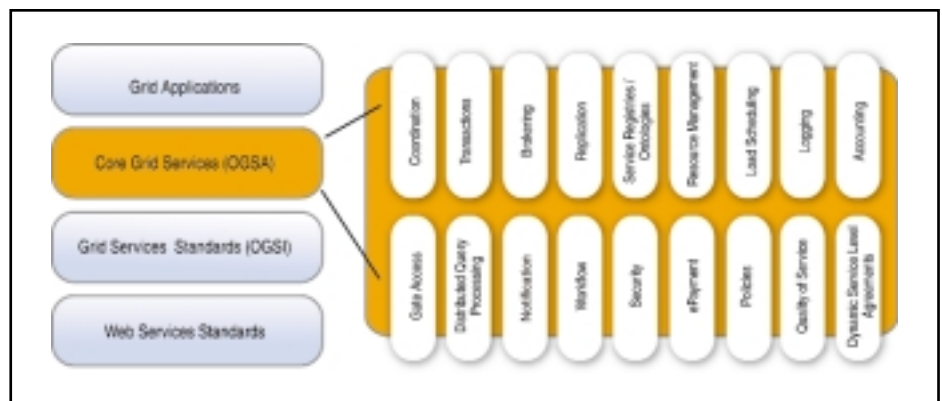 Grid Applications
Core Grid Services (OGSA)
Grid Services Standards (OGSI)
Web Services Standards
Coordination
Transactions
Brokering
Replication
Service Registries /
Ontologies
Resource Management
Load Scheduling
Logging
Accounting
Gate Access
Distributed Query
Processing
Notification
Workflow
Security
ePayment
Policies
Quality of Service
Dynamic Service Level
Agreements